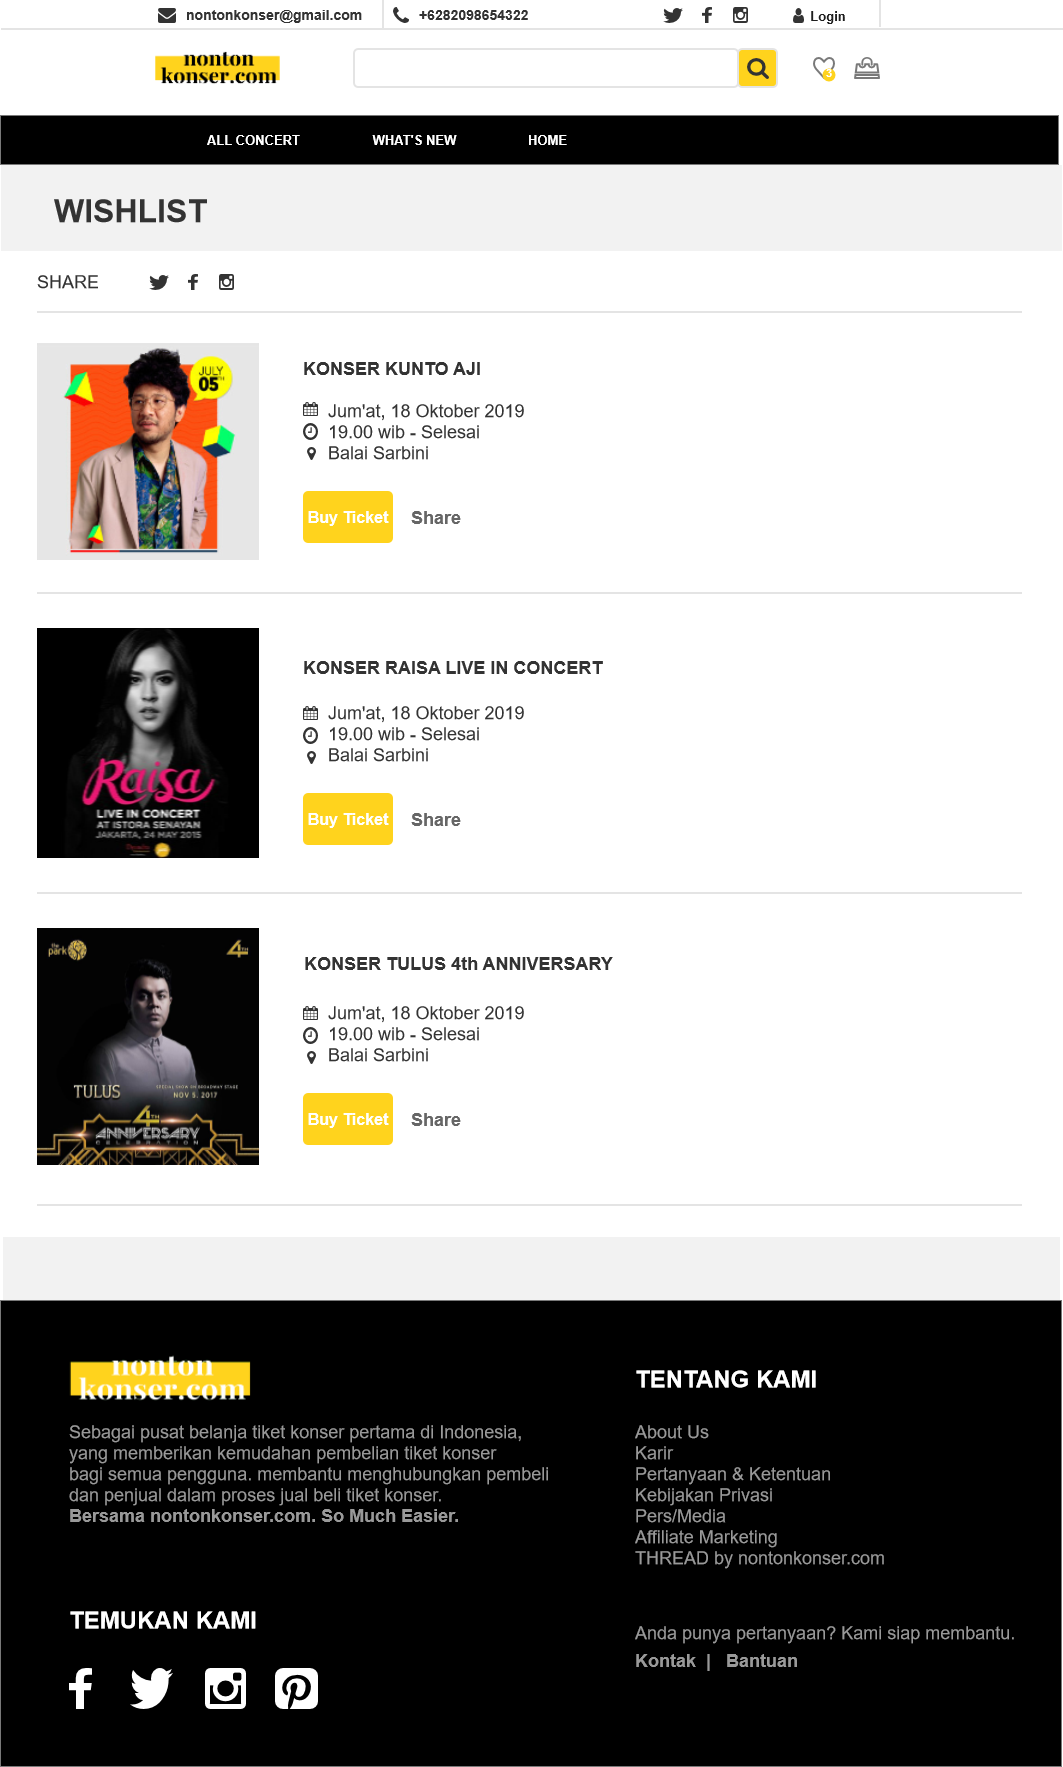 nontonkonser@gmail.com
+6282098654322
Login
nonton
konser.com
3
ALL CONCERT
WHAT'S NEW
HOME
WISHLIST
SHARE
JULY
05TH
KONSER KUNTO AJI
Jum'at, 18 Oktober 2019
19.00 wib - Selesai
Balai Sarbini
Buy Ticket
Share
Raisa
LIVE IN CONCERT
AT ISTORA SENAYAN
JAKARTA, 24 MAY 2015
KONSER RAISA LIVE IN CONCERT
Jum'at, 18 Oktober 2019
19.00 wib - Selesai
Balai Sarbini
Buy Ticket
Share
the
park
4TH
TULUS
SPECIAL SHOW ON BROADWAY STAGE
NOV 5, 2017
4TH
ANNIVERSARY
CELEBRATION
KONSER TULUS 4th ANNIVERSARY
Jum'at, 18 Oktober 2019
19.00 wib - Selesai
Balai Sarbini
Buy Ticket
Share
nonton
konser.com
Sebagai pusat belanja tiket konser pertama di Indonesia,
yang memberikan kemudahan pembelian tiket konser
bagi semua pengguna. membantu menghubungkan pembeli
dan penjual dalam proses jual beli tiket konser.
Bersama nontonkonser.com. So Much Easier.
TEMUKAN KAMI
TENTANG KAMI
About Us
Karir
Pertanyaan & Ketentuan
Kebijakan Privasi
Pers/Media
Affiliate Marketing
THREAD by nontonkonser.com
Anda punya pertanyaan? Kami siap membantu.
Kontak | Bantuan